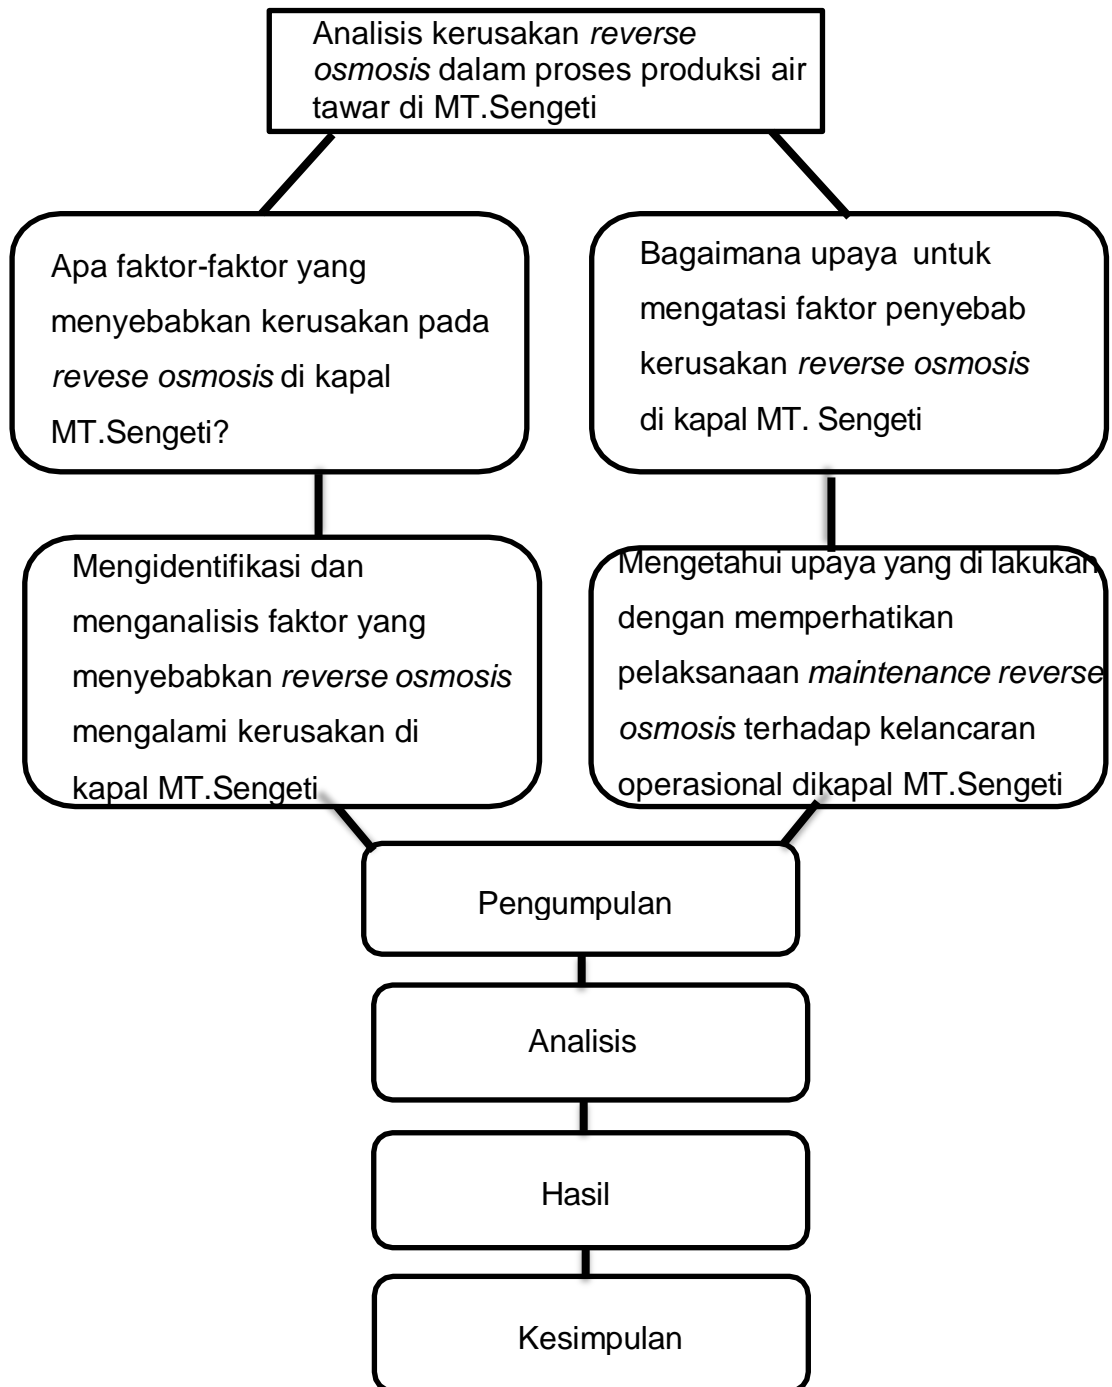 Analisis kerusakan reverse
osmosis dalam proses produksi air
tawar di MT.Sengeti
Apa faktor-faktor yang
menyebabkan kerusakan pada
revese osmosis di kapal
MT.Sengeti?
Bagaimana upaya untuk
mengatasi faktor penyebab
kerusakan reverse osmosis
di kapal MT. Sengeti
Mengidentifikasi dan
menganalisis faktor yang
menyebabkan reverse osmosis
mengalami kerusakan di
kapal MT.Sengeti
Mengetahui upaya yang di lakukan
dengan memperhatikan
pelaksanaan maintenance reverse
osmosis terhadap kelancaran
operasional dikapal MT.Sengeti
Pengumpulan
Analisis
Hasil
Kesimpulan